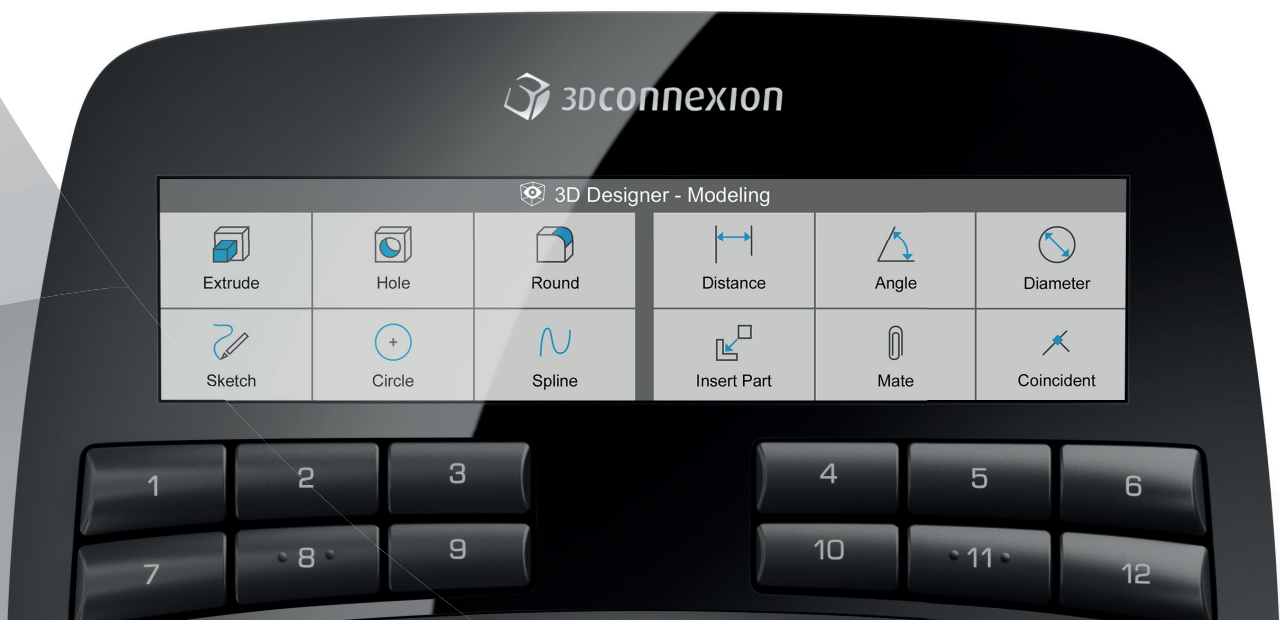 3Dconnexion
3D Designer - Modeling
Extrude Hole Round Distance Angle Diameter
Sketch Circle Spline Insert Part Mate Coincident
1 2 3 4 5 6
7 8 9 10 11 12